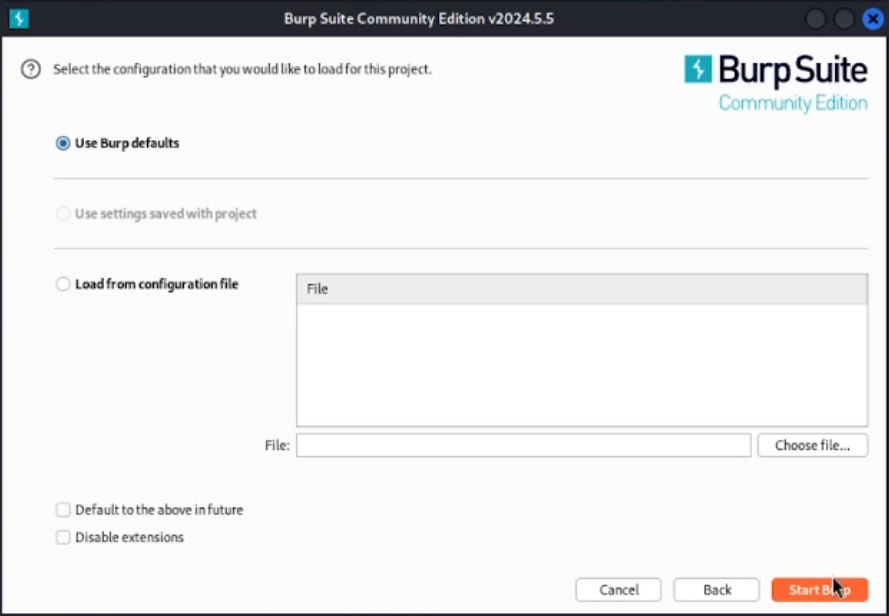 Burp Suite Community Edition v2024.5.5
Select the configuration that you would like to load for this project.
Burp Suite
Community Edition
Use Burp defaults
Use settings saved with project
Load from configuration file
File
File:
Choose file...
Default to the above in future
Disable extensions
Cancel
Back
Start Burp